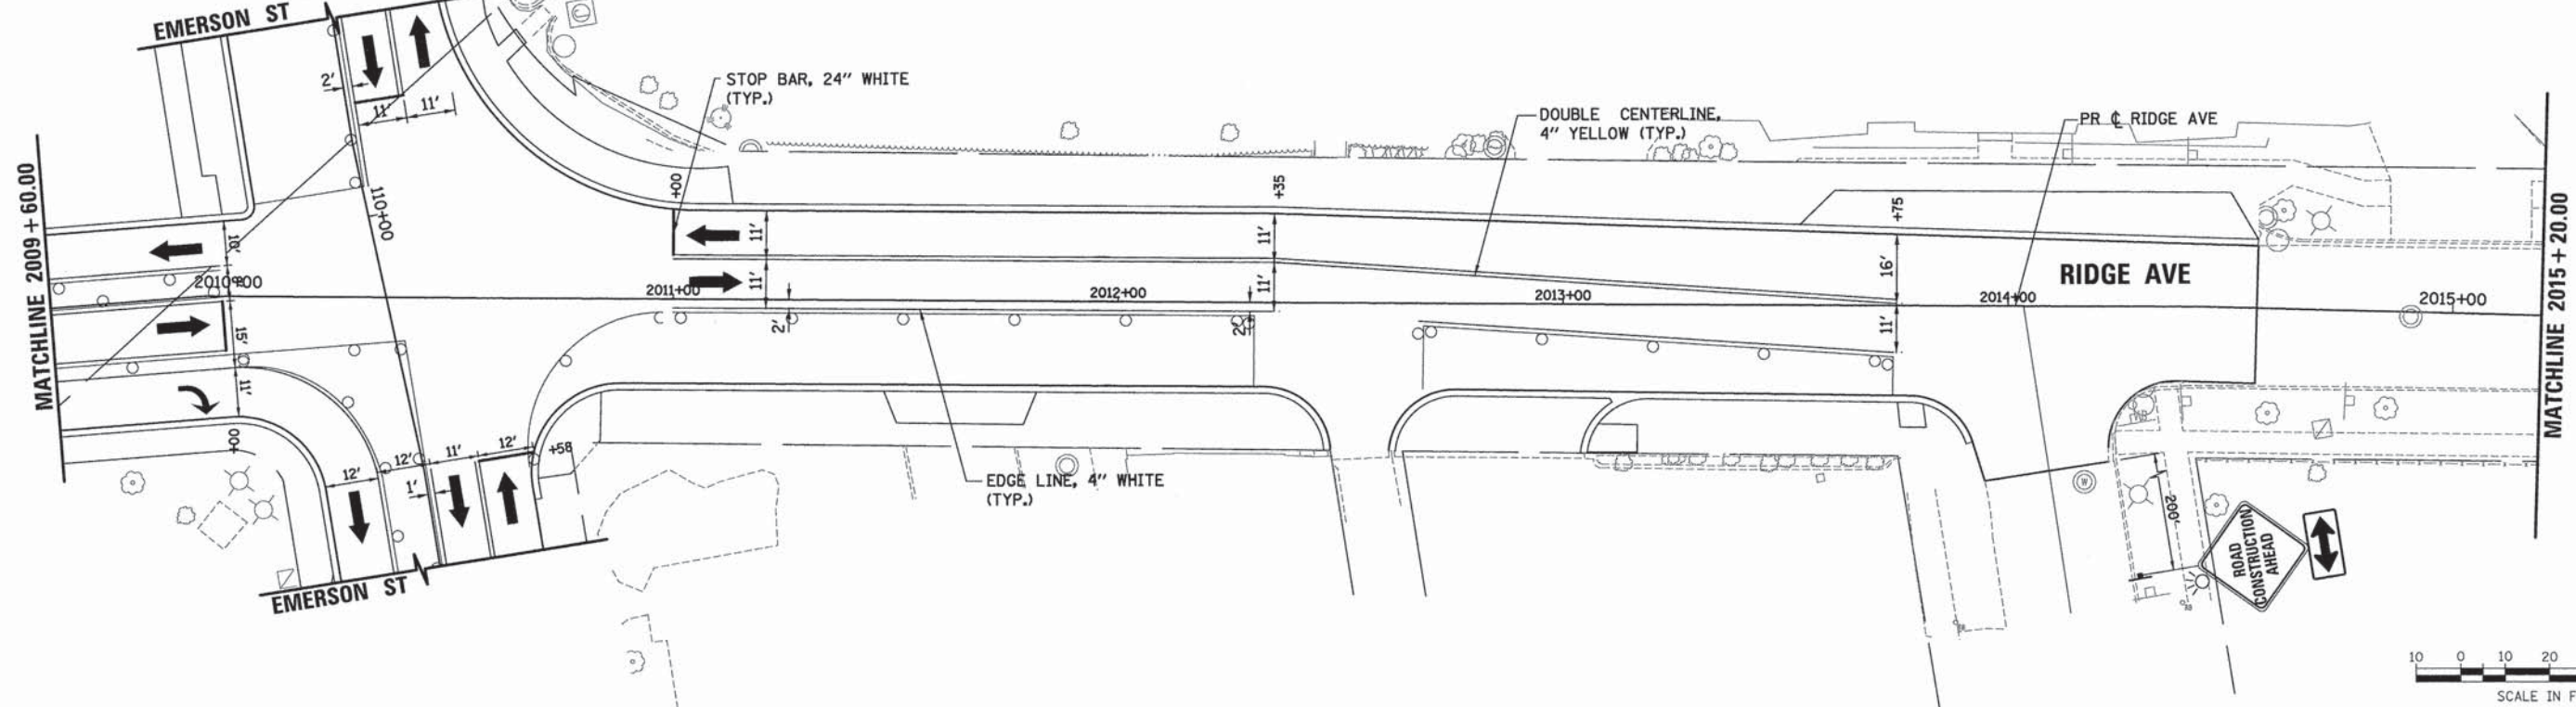 EMERSON ST
2'
11'
11'
STOP BAR, 24" WHITE
(TYP.)
DOUBLE CENTERLINE,
4" YELLOW (TYP.)
PR ℄ RIDGE AVE
MATCHLINE 2009+60.00
110+00
+00
+35
+75
MATCHLINE 2015+20.00
10'
11'
11'
16'
RIDGE AVE
2010+00
2011+00
11'
2012+00
11'
2013+00
2014+00
2015+00
15'
2'
2'
11'
11'
+00
12'
12'
11'
12'
+58
1'
EDGE LINE, 4" WHITE
(TYP.)
W
200'
ROAD
CONSTRUCTION
AHEAD
EMERSON ST
10 0 10 20
SCALE IN F